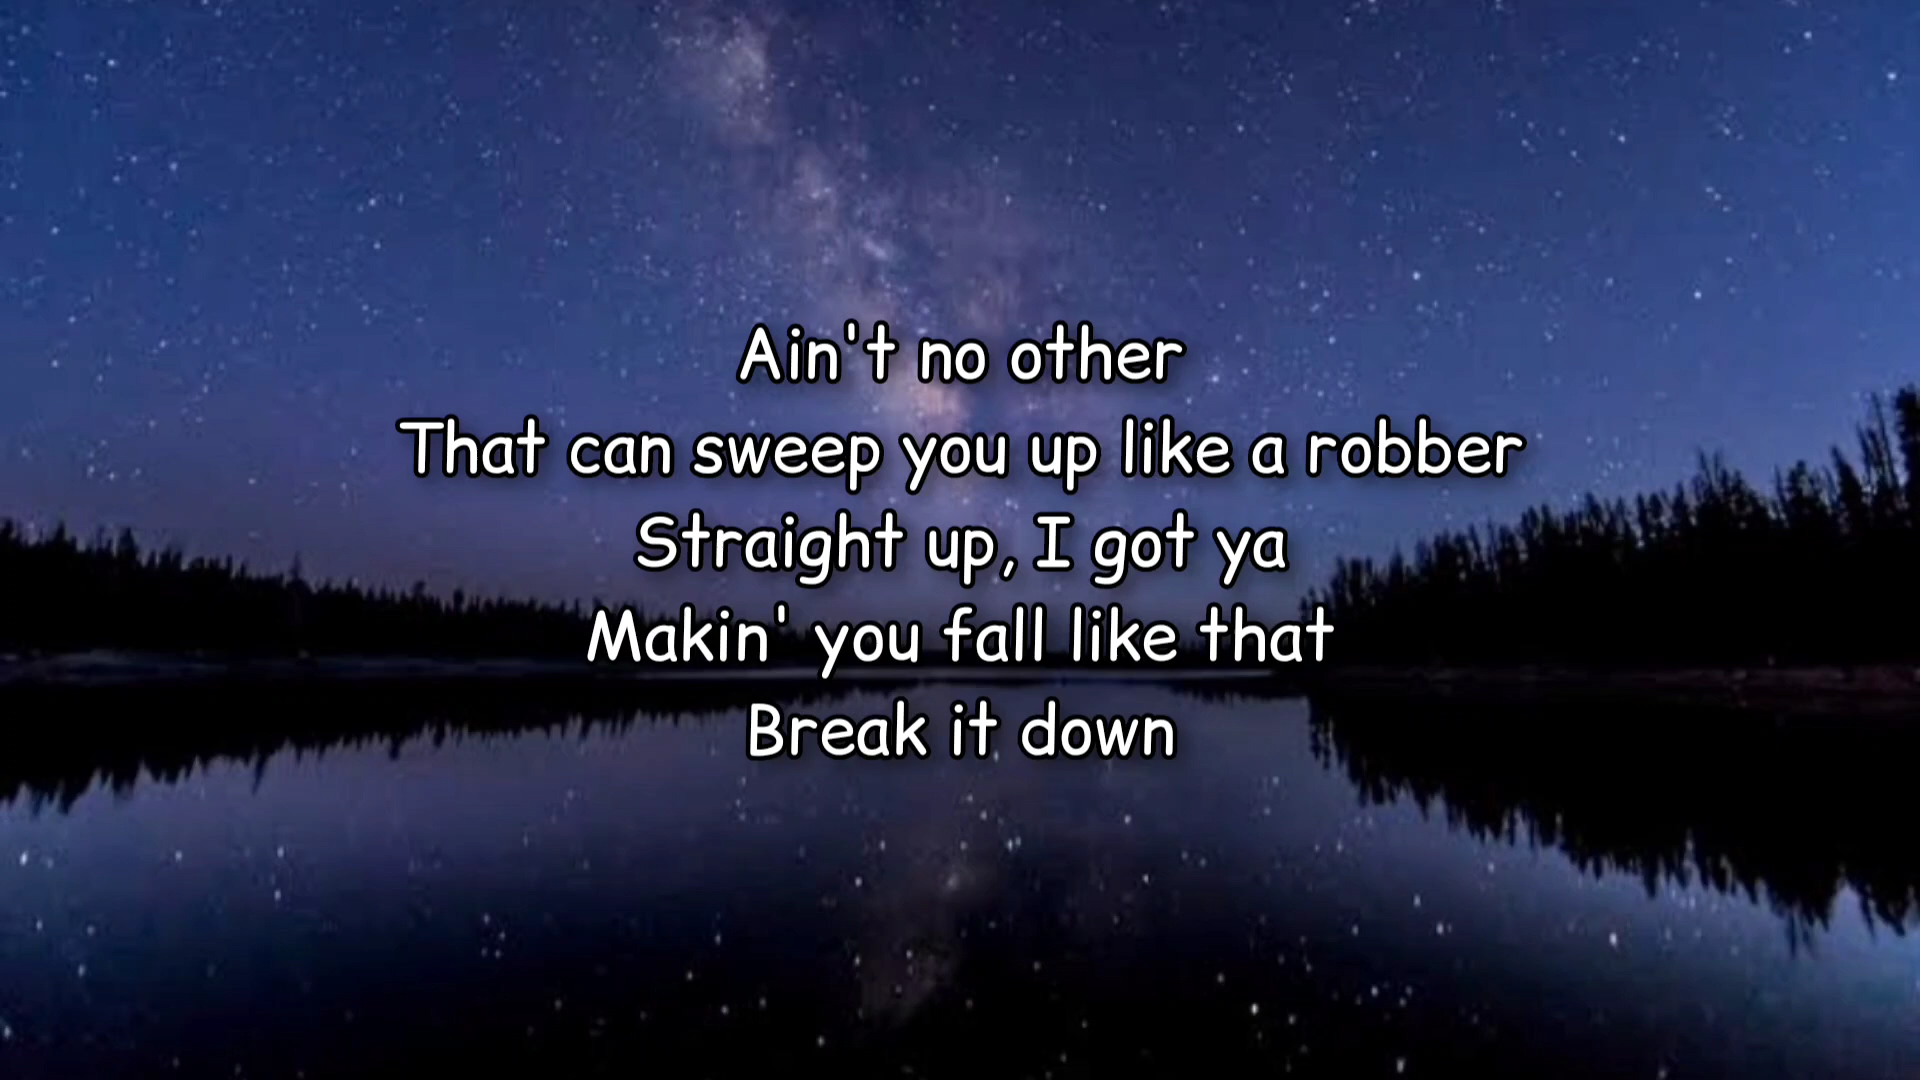 Ain't no other
That can sweep you up like a robber
Straight up, I got ya
Makin' you fall like that
Break it down